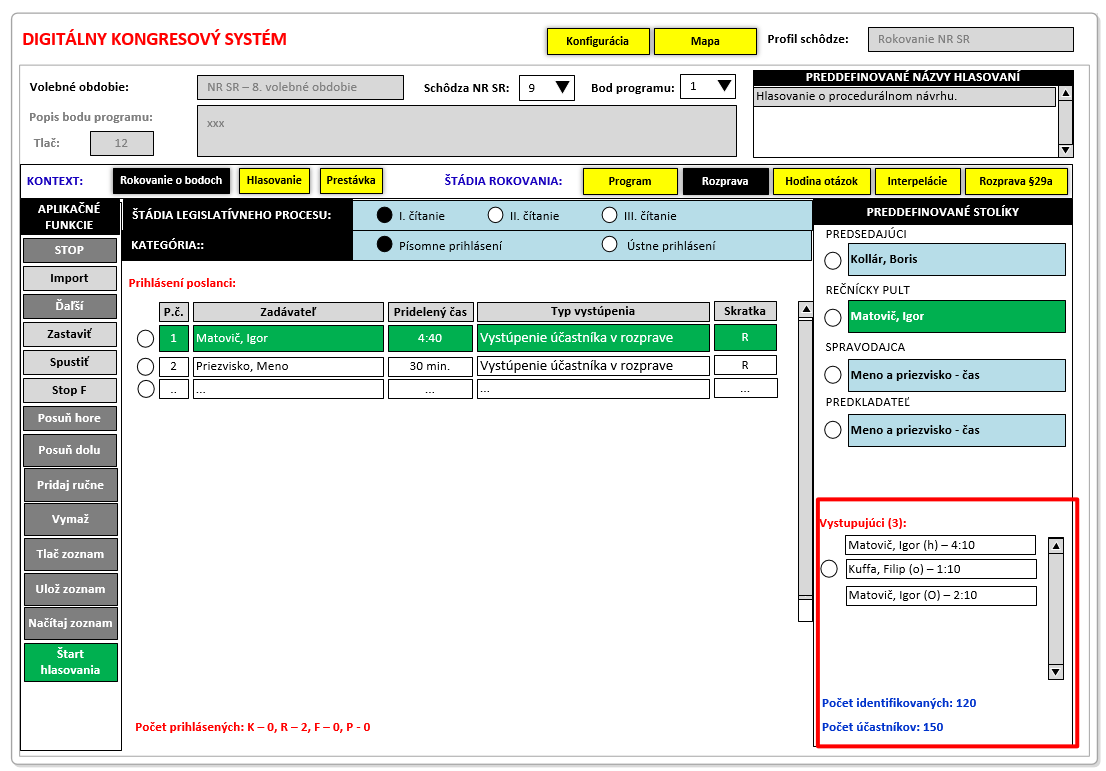 DIGITÁLNY KONGRESOVÝ SYSTÉM
Konfigurácia
Mapa
Profil schôdze:
Rokovanie NR SR
Volebné obdobie:
NR SR – 8. volebné obdobie
Schôdza NR SR:
9
Bod programu:
1
PREDDEFINOVANÉ NÁZVY HLASOVANÍ
Hlasovanie o procedurálnom návrhu.
Popis bodu programu:
xxx
Tlač:
12
KONTEXT:
Rokovanie o bodoch
Hlasovanie
Prestávka
ŠTÁDIA ROKOVANIA:
Program
Rozprava
Hodina otázok
Interpelácie
Rozprava §29a
APLIKAČNÉ
FUNKCIE
STOP
Import
Ďaľší
Zastaviť
Spustiť
Stop F
Posuň hore
Posuň dolu
Pridaj ručne
Vymaž
Tlač zoznam
Ulož zoznam
Načítaj zoznam
Štart
hlasovania
ŠTÁDIA LEGISLATÍVNEHO PROCESU:
I. čítanie
II. čítanie
III. čítanie
KATEGÓRIA::
Písomne prihlásení
Ústne prihlásení
Prihlásení poslanci:
P.č. Zadávateľ Pridelený čas Typ vystúpenia Skratka
1 Matovič, Igor 4:40 Vystúpenie účastníka v rozprave R
2 Priezvisko, Meno 30 min. Vystúpenie účastníka v rozprave R
.. ... ... ... ...
Počet prihlásených: K – 0, R – 2, F – 0, P - 0
PREDDEFINOVANÉ STOLÍKY
PREDSEDAJÚCI
Kollár, Boris
REČNÍCKY PULT
Matovič, Igor
SPRAVODAJCA
Meno a priezvisko - čas
PREDKLADATEĽ
Meno a priezvisko - čas
Vystupujúci (3):
Matovič, Igor (h) – 4:10
Kuffa, Filip (o) – 1:10
Matovič, Igor (O) – 2:10
Počet identifikovaných: 120
Počet účastníkov: 150